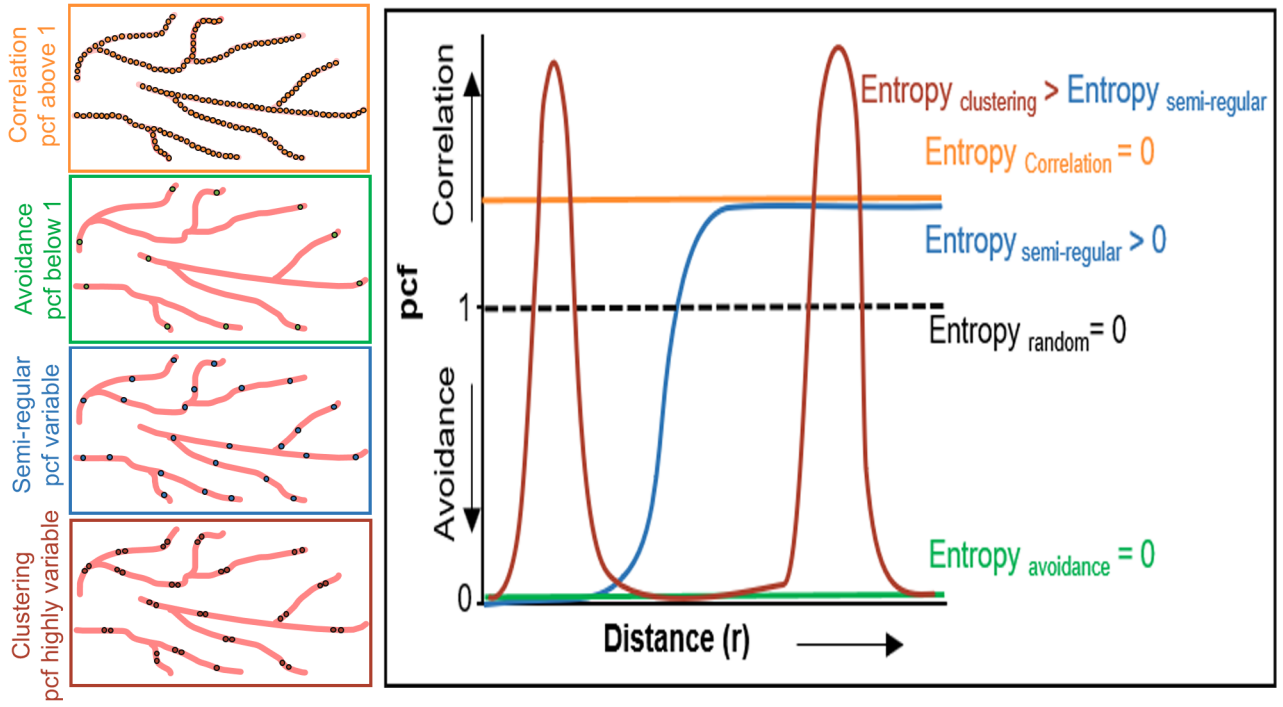 Correlation
pcf above 1
Avoidance
pcf below 1
Semi-regular
pcf variable
Clustering
pcf highly variable
Correlation
Avoidance
pcf
1
0
Distance (r)
Entropy clustering > Entropy semi-regular
Entropy Correlation = 0
Entropy semi-regular > 0
Entropy random = 0
Entropy avoidance = 0